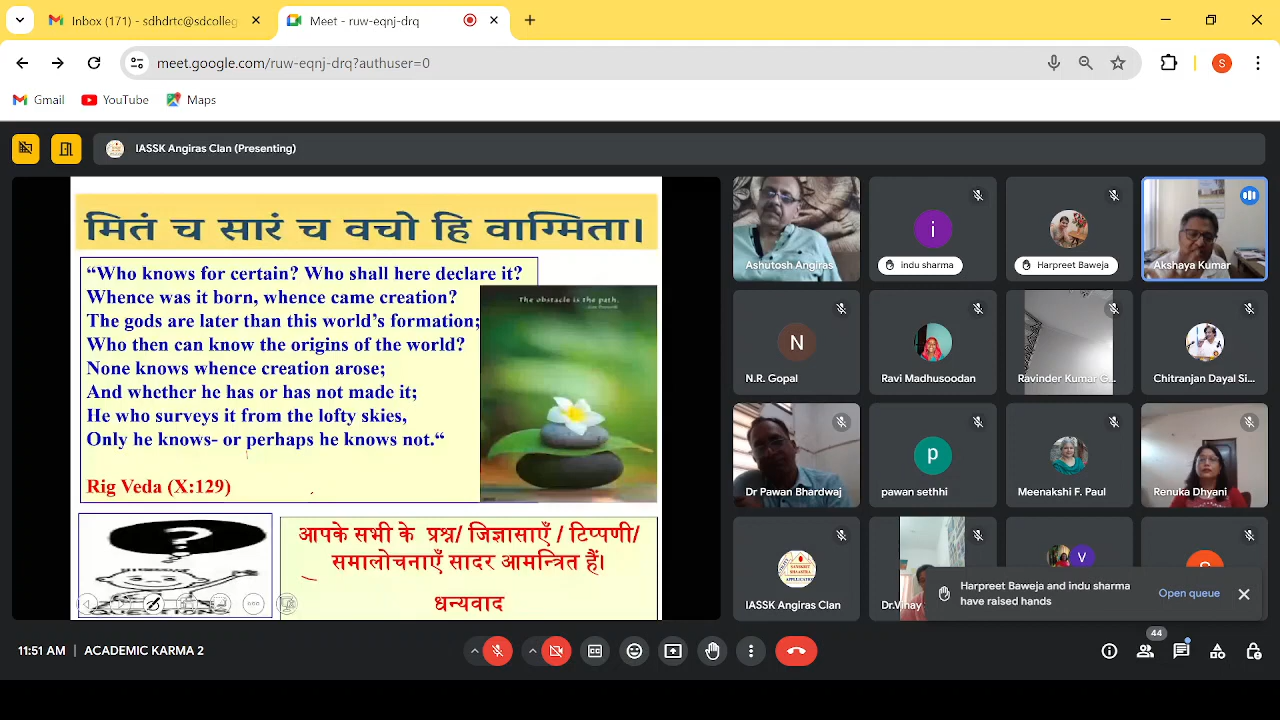 Inbox (171) - sdhdrtc@sdcolleg
Meet - ruw-eqnj-drq
meet.google.com/ruw-eqnj-drq?authuser=0
S
Gmail
YouTube
Maps
IASSK Angiras Clan (Presenting)
मितं च सारं च वचो हि वाग्मिता।
“Who knows for certain? Who shall here declare it?
Whence was it born, whence came creation?
The gods are later than this world’s formation;
Who then can know the origins of the world?
None knows whence creation arose;
And whether he has or has not made it;
He who surveys it from the lofty skies,
Only he knows- or perhaps he knows not.“
Rig Veda (X:129)
The obstacle is the path.
?
आपके सभी के प्रश्न/ जिज्ञासाएँ / टिप्पणी/
समालोचनाएँ सादर आमन्त्रित हैं।
धन्यवाद
Ashutosh Angiras
i
indu sharma
Harpreet Baweja
Akshaya Kumar
N
N.R. Gopal
Ravi Madhusoodan
Ravinder Kumar G...
Chitranjan Dayal Si...
Dr Pawan Bhardwaj
p
pawan sethhi
Meenakshi F. Paul
Renuka Dhyani
IASSK Angiras Clan
Dr.Vinay
V
Harpreet Baweja and indu sharma
have raised hands
Open queue
11:51 AM | ACADEMIC KARMA 2
44